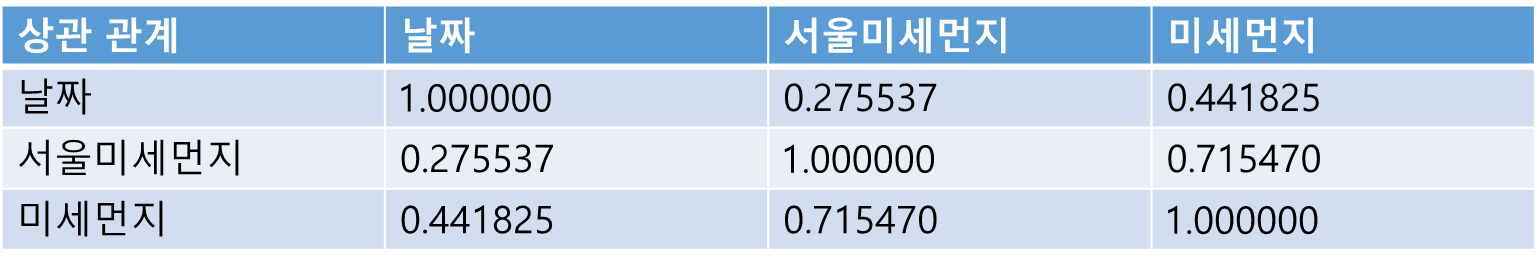 상관 관계 날짜 서울미세먼지 미세먼지
날짜 1.000000 0.275537 0.441825
서울미세먼지 0.275537 1.000000 0.715470
미세먼지 0.441825 0.715470 1.000000